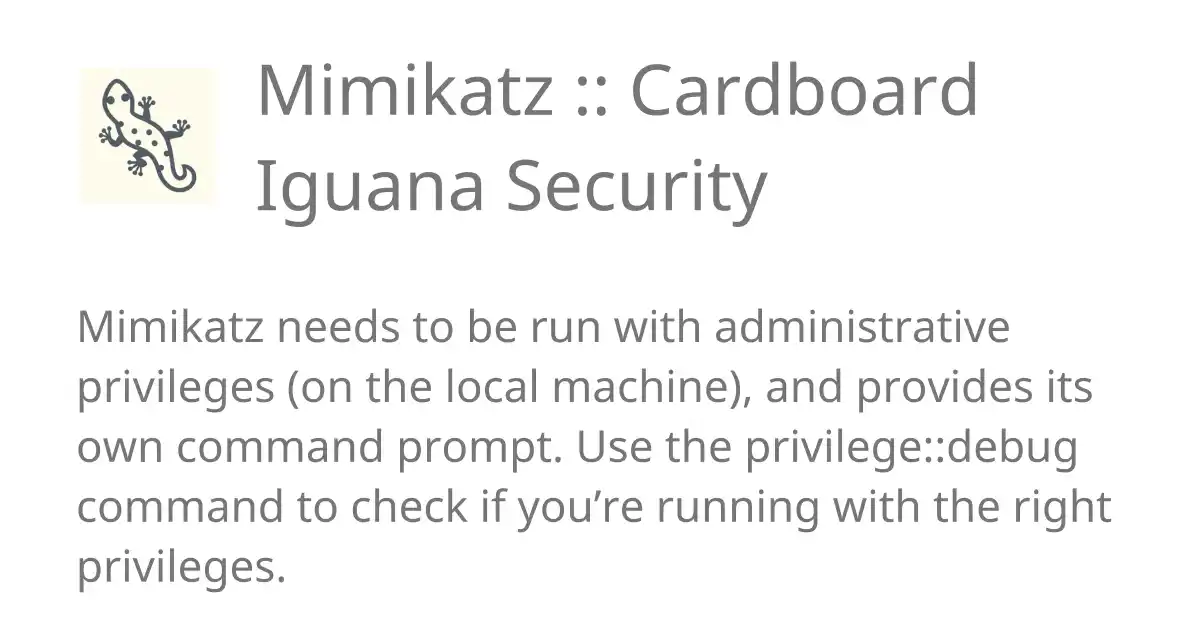 Mimikatz :: Cardboard
Iguana Security
Mimikatz needs to be run with administrative
privileges (on the local machine), and provides its
own command prompt. Use the privilege::debug
command to check if you’re running with the right
privileges.